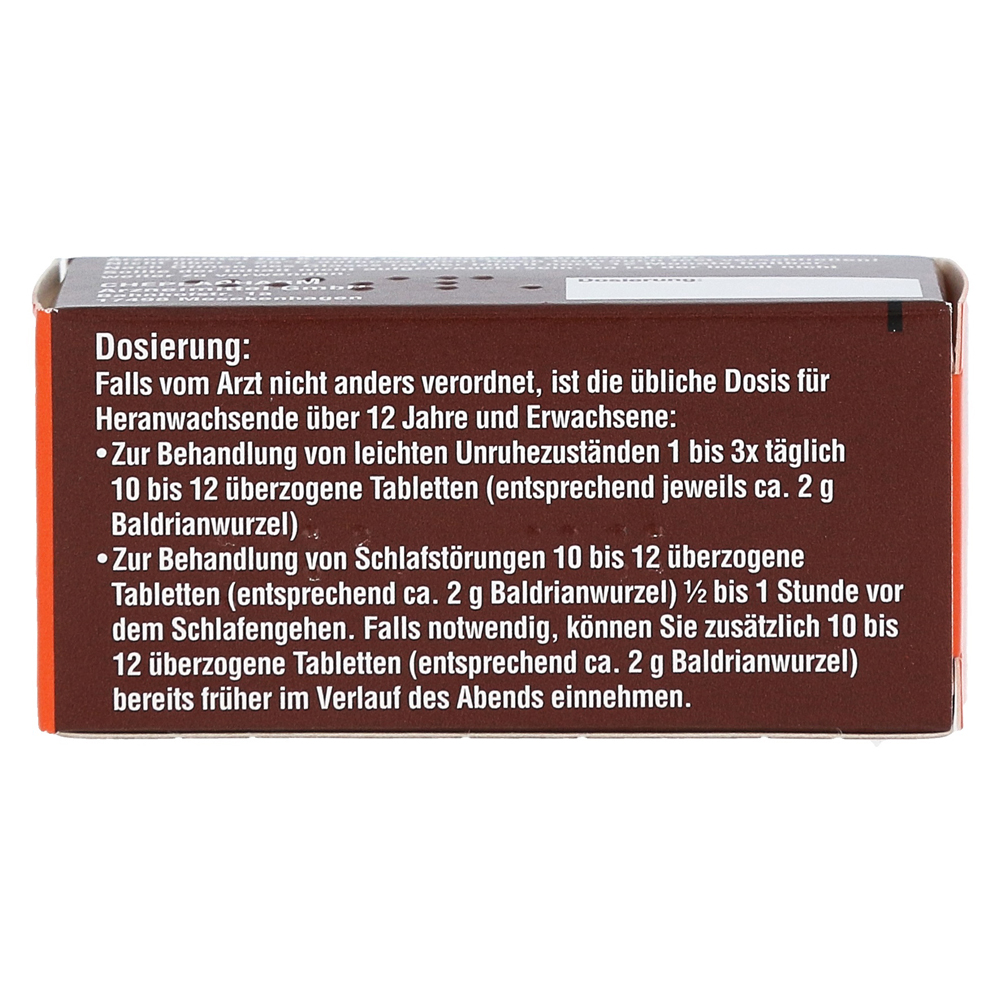 Dosierung:
Dosierung:
Falls vom Arzt nicht anders verordnet, ist die übliche Dosis für
Heranwachsende über 12 Jahre und Erwachsene:
• Zur Behandlung von leichten Unruhezuständen 1 bis 3x täglich
10 bis 12 überzogene Tabletten (entsprechend jeweils ca. 2 g
Baldrianwurzel)
• Zur Behandlung von Schlafstörungen 10 bis 12 überzogene
Tabletten (entsprechend ca. 2 g Baldrianwurzel) ½ bis 1 Stunde vor
dem Schlafengehen. Falls notwendig, können Sie zusätzlich 10 bis
12 überzogene Tabletten (entsprechend ca. 2 g Baldrianwurzel)
bereits früher im Verlauf des Abends einnehmen.